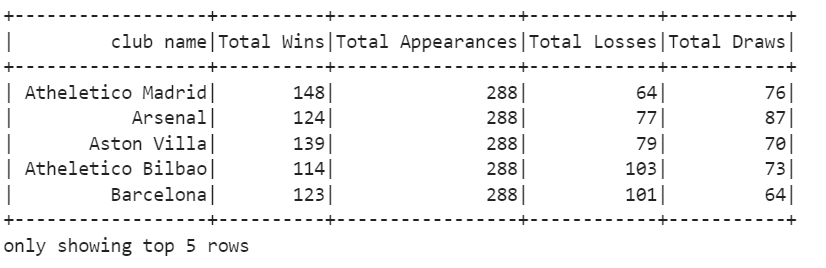 +------------------+----------+-----------------+------------+-----------+
|         club name|Total Wins|Total Appearances|Total Losses|Total Draws|
+------------------+----------+-----------------+------------+-----------+
| Atheletico Madrid|       148|              288|          64|         76|
|           Arsenal|       124|              288|          77|         87|
|       Aston Villa|       139|              288|          79|         70|
| Atheletico Bilbao|       114|              288|         103|         73|
|         Barcelona|       123|              288|         101|         64|
+------------------+----------+-----------------+------------+-----------+
only showing top 5 rows